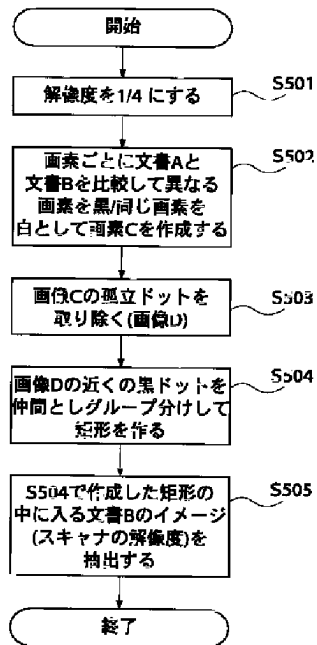 開始
解像度を1/4 にする
S501
画素ごとに文書Aと
文書Bを比較して異なる
画素を黒/同じ画素を
白として画素Cを作成する
S502
画像Cの孤立ドットを
取り除く(画像D)
S503
画像Dの近くの黒ドットを
仲間としグループ分けして
矩形を作る
S504
S504で作成した矩形の
中に入る文書Bのイメージ
(スキャナの解像度)を
抽出する
S505
終了